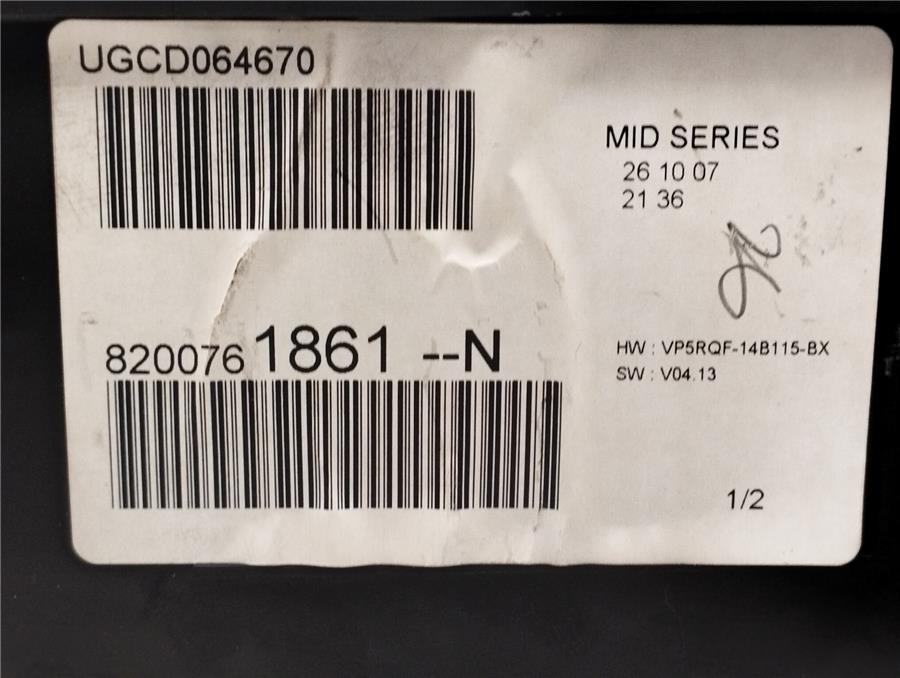 UGCD064670
MID SERIES
26 10 07
21 36
8200761861 --N
HW : VP5RQF-14B115-BX
SW : V04.13
1/2